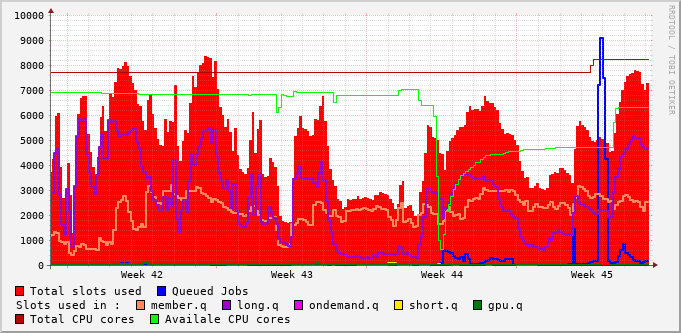 10000
9000
8000
7000
6000
5000
4000
3000
2000
1000
0
Week 42 Week 43 Week 44 Week 45
RRDTOOL / TOBI OETIKER
Total slots used Queued Jobs
Slots used in : member.q long.q ondemand.q short.q gpu.q
Total CPU cores Availale CPU cores